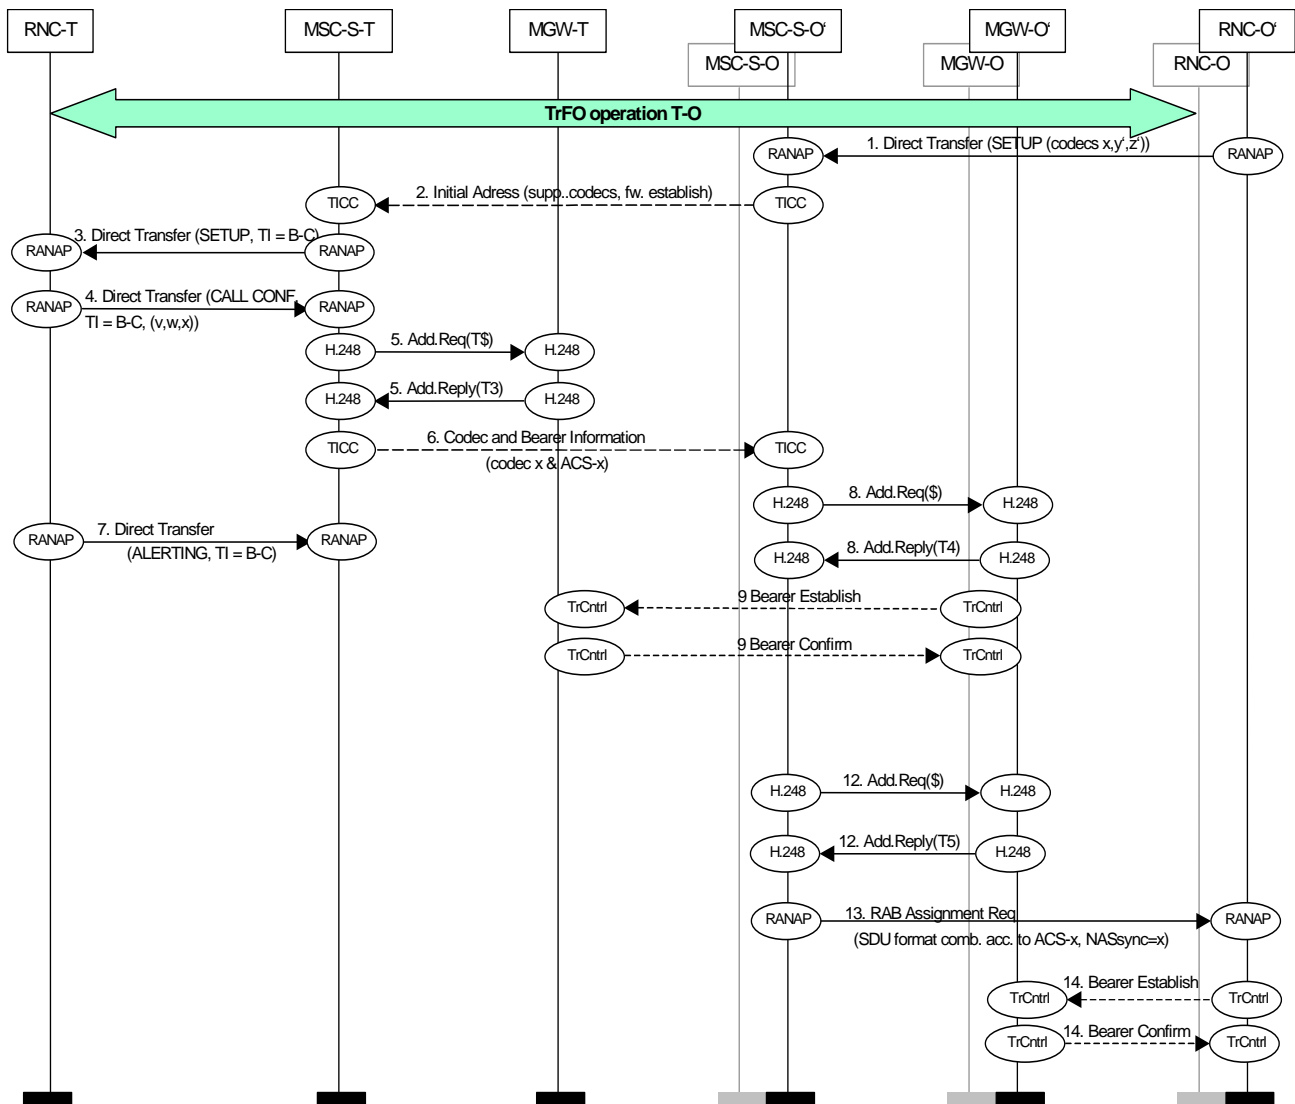 RNC-T
MSC-S-T
MGW-T
MSC-S-O‘
MGW-O‘
RNC-O‘
MSC-S-O
MGW-O
RNC-O
TrFO operation T-O
RANAP
1. Direct Transfer (SETUP (codecs x,y‘,z‘))
RANAP
TICC
2. Initial Adress (supp..codecs, fw. establish)
TICC
RANAP
3. Direct Transfer (SETUP, TI = B-C)
RANAP
RANAP
4. Direct Transfer (CALL CONF,
TI = B-C, (v,w,x))
RANAP
H.248
5. Add.Req(T$)
H.248
H.248
5. Add.Reply(T3)
H.248
TICC
6. Codec and Bearer Information
(codec x & ACS-x)
TICC
H.248
8. Add.Req($)
H.248
RANAP
7. Direct Transfer
(ALERTING, TI = B-C)
RANAP
H.248
8. Add.Reply(T4)
H.248
TrCntrl
9 Bearer Establish
TrCntrl
TrCntrl
9 Bearer Confirm
TrCntrl
H.248
12. Add.Req($)
H.248
H.248
12. Add.Reply(T5)
H.248
RANAP
13. RAB Assignment Req
(SDU format comb. acc. to ACS-x, NASsync=x)
RANAP
TrCntrl
14. Bearer Establish
TrCntrl
TrCntrl
14. Bearer Confirm
TrCntrl